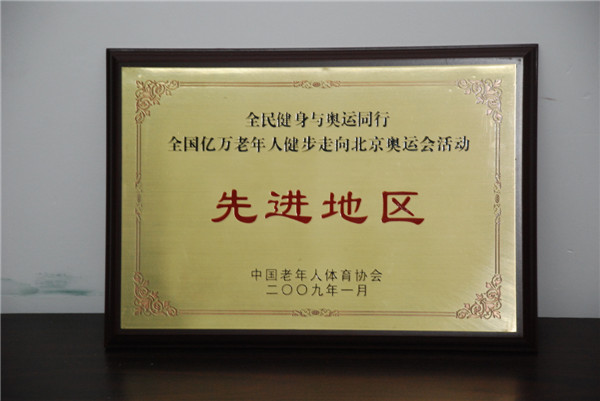 全民健身与奥运同行
全国亿万老年人健步走向北京奥运会活动
先进地区
中国老年人体育协会
二〇〇九年一月